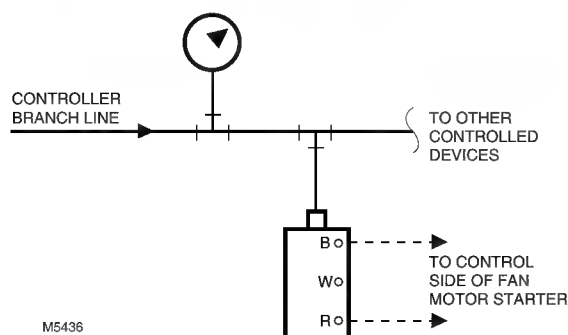 CONTROLLER
BRANCH LINE
TO OTHER
CONTROLLED
DEVICES
B
W
R
TO CONTROL
SIDE OF FAN
MOTOR STARTER
M5436